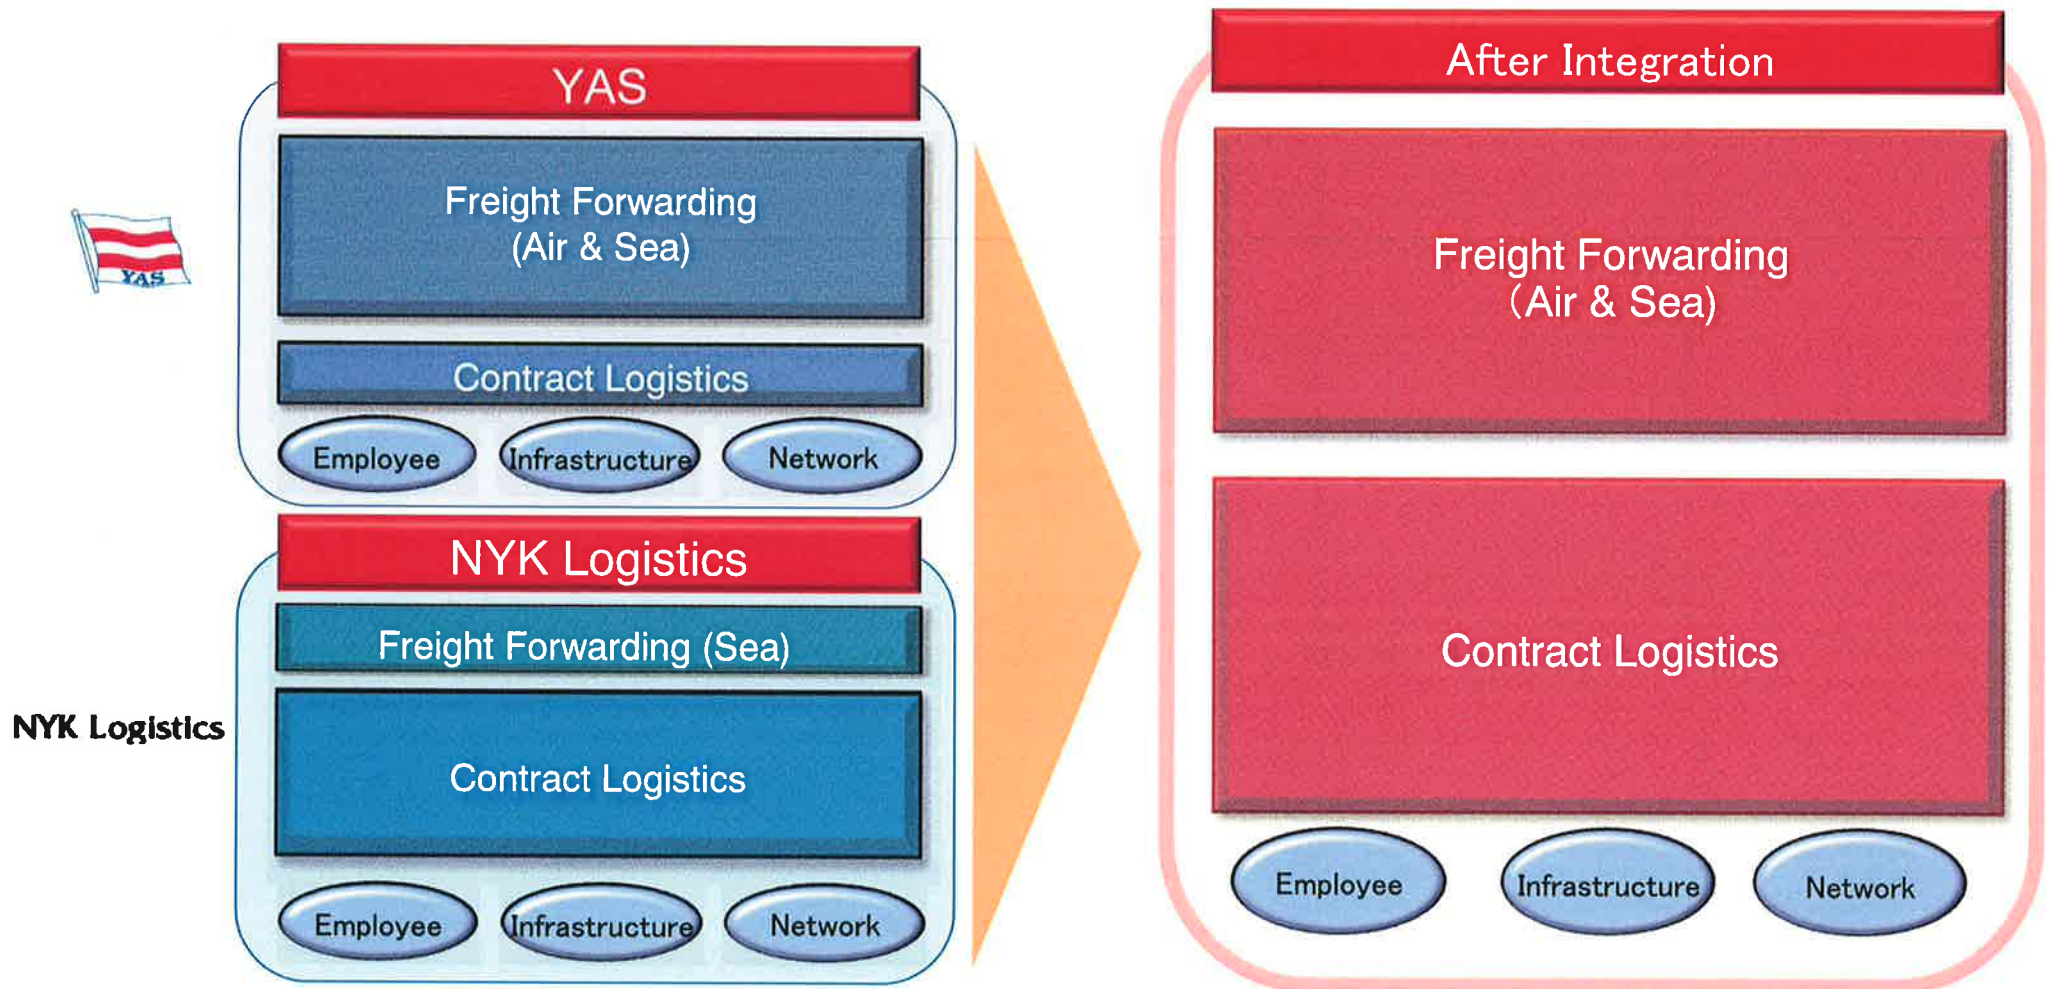 YAS
Freight Forwarding
(Air & Sea)
YAS
Contract Logistics
Employee
Infrastructure
Network
NYK Logistics
Freight Forwarding (Sea)
NYK Logistics
Contract Logistics
Employee
Infrastructure
Network
After Integration
Freight Forwarding
(Air & Sea)
Contract Logistics
Employee
Infrastructure
Network